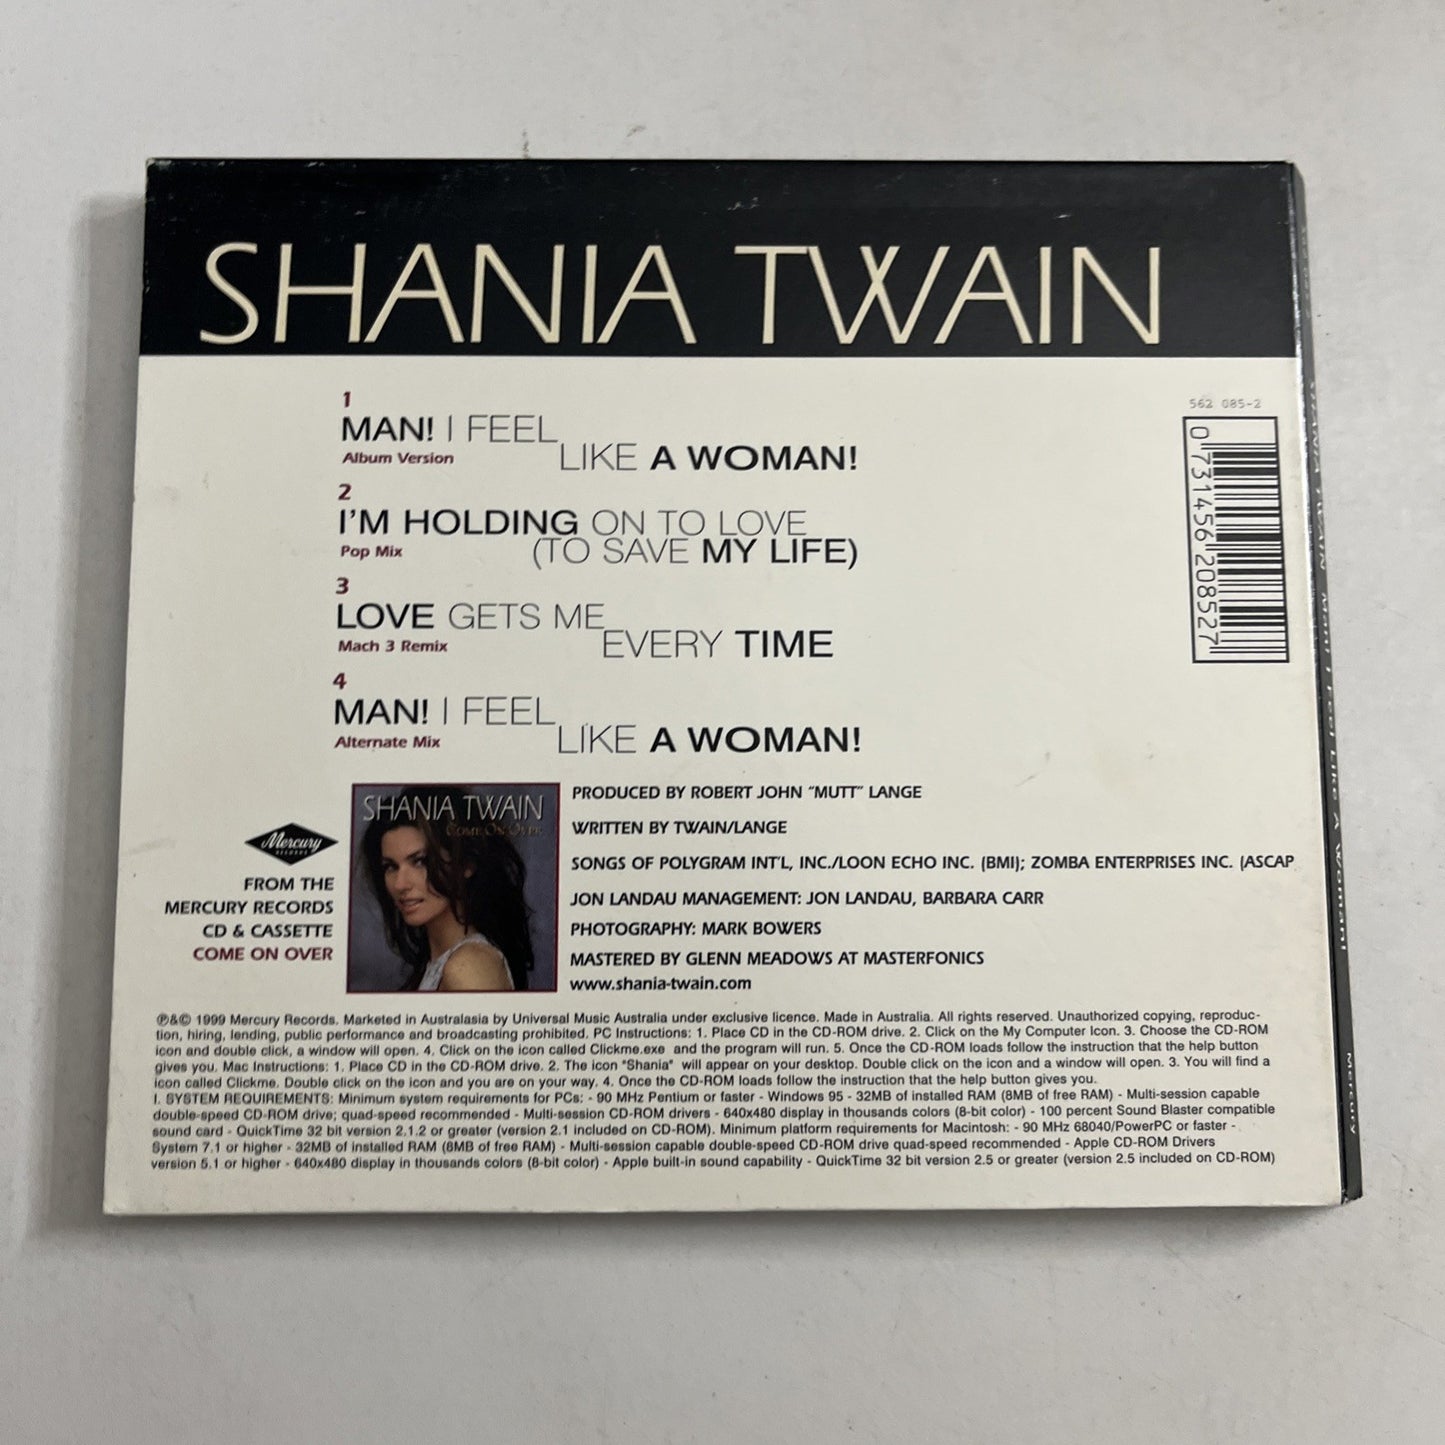 SHANIA TWAIN
1
MAN! I FEEL
LIKE A WOMAN!
Album Version
2
I'M HOLDING ON TO LOVE
(TO SAVE MY LIFE)
Pop Mix
3
LOVE GETS ME
EVERY TIME
Mach 3 Remix
4
MAN! I FEEL
LIKE A WOMAN!
Alternate Mix
562 085-2
0 731456 208527
SHANIA TWAIN
COME ON OVER
Mercury
RECORDS
FROM THE
MERCURY RECORDS
CD & CASSETTE
COME ON OVER
PRODUCED BY ROBERT JOHN "MUTT" LANGE
WRITTEN BY TWAIN/LANGE
SONGS OF POLYGRAM INT'L, INC./LOON ECHO INC. (BMI); ZOMBA ENTERPRISES INC. (ASCAP
JON LANDAU MANAGEMENT: JON LANDAU, BARBARA CARR
PHOTOGRAPHY: MARK BOWERS
MASTERED BY GLENN MEADOWS AT MASTERFONICS
www.shania-twain.com
℗&© 1999 Mercury Records. Marketed in Australasia by Universal Music Australia under exclusive licence. Made in Australia. All rights reserved. Unauthorized copying, reproduc-
tion, hiring, lending, public performance and broadcasting prohibited. PC Instructions: 1. Place CD in the CD-ROM drive. 2. Click on the My Computer Icon. 3. Choose the CD-ROM
icon and double click, a window will open. 4. Click on the icon called Clickme.exe and the program will run. 5. Once the CD-ROM loads follow the instruction that the help button
gives you. Mac Instructions: 1. Place CD in the CD-ROM drive. 2. The icon "Shania" will appear on your desktop. Double click on the icon and a window will open. 3. You will find a
icon called Clickme. Double click on the icon and you are on your way. 4. Once the CD-ROM loads follow the instruction that the help button gives you.
I. SYSTEM REQUIREMENTS: Minimum system requirements for PCs: - 90 MHz Pentium or faster - Windows 95 - 32MB of installed RAM (8MB of free RAM) - Multi-session capable
double-speed CD-ROM drive; quad-speed recommended - Multi-session CD-ROM drivers - 640x480 display in thousands colors (8-bit color) - 100 percent Sound Blaster compatible
sound card - QuickTime 32 bit version 2.1.2 or greater (version 2.1 included on CD-ROM). Minimum platform requirements for Macintosh: - 90 MHz 68040/PowerPC or faster -
System 7.1 or higher - 32MB of installed RAM (8MB of free RAM) - Multi-session capable double-speed CD-ROM drive quad-speed recommended - Apple CD-ROM Drivers
version 5.1 or higher - 640x480 display in thousands colors (8-bit color) - Apple built-in sound capability - QuickTime 32 bit version 2.5 or greater (version 2.5 included on CD-ROM)
SHANIA TWAIN Man! I Feel Like A Woman!
Mercury